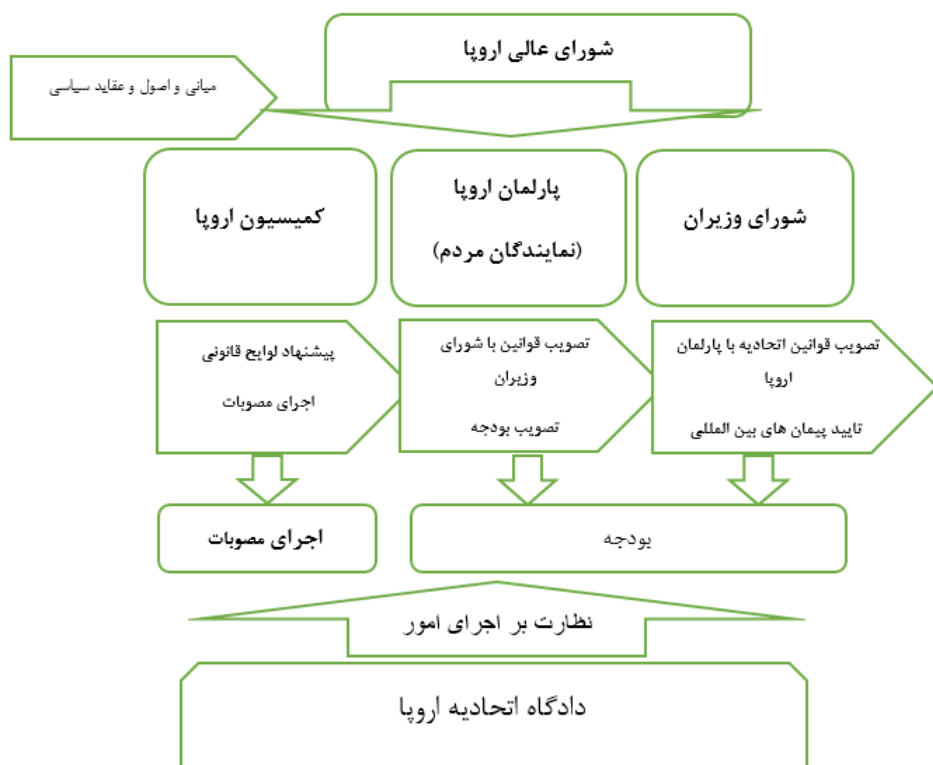 شورای عالی اروپا
میانی و اصول و عقاید سیاسی
شورای وزیران
پارلمان اروپا
(نمایندگان مردم)
کمیسیون اروپا
تصویب قوانین اتحادیه با پارلمان
اروپا
تایید پیمان های بین المللی
تصویب قوانین با شورای
وزیران
تصویب بودجه
پیشنهاد لوایح قانونی
اجرای مصوبات
بودجه
اجرای مصوبات
نظارت بر اجرای امور
دادگاه اتحادیه اروپا